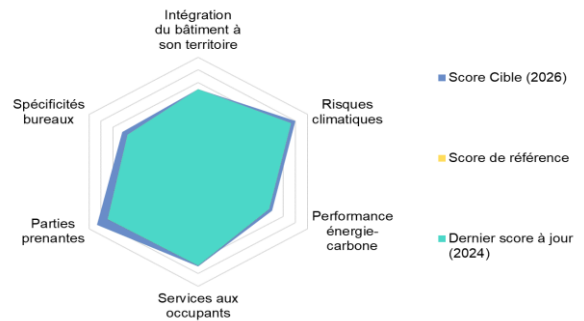 Intégration
du bâtiment à
son territoire
Spécificités
bureaux
Risques
climatiques
Parties
prenantes
Performance
énergie-
carbone
Services aux
occupants
Score Cible (2026)
Score de référence
Dernier score à jour
(2024)